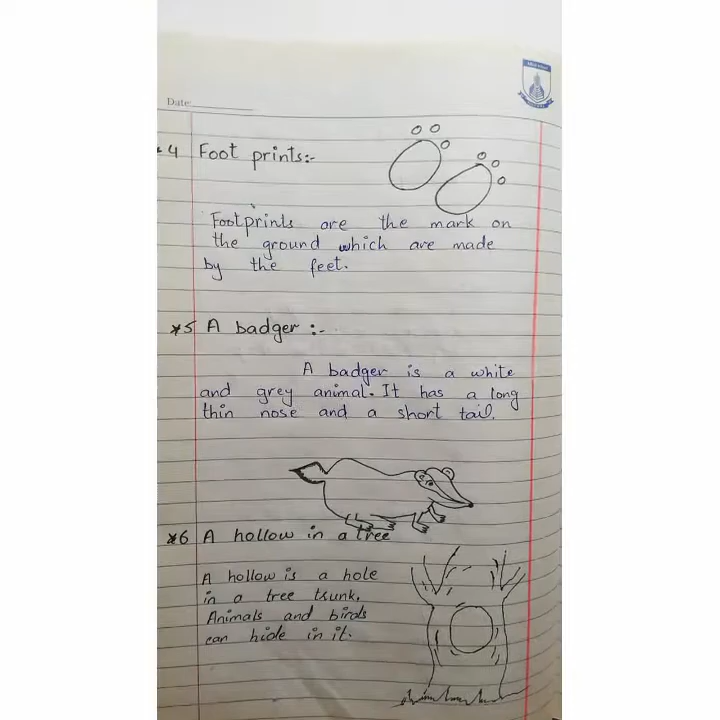 Date
*4 Foot prints:-
Footprints are the mark on
the ground which are made
by the feet.
*5 A badger :-
A badger is a white
and grey animal. It has a long
thin nose and a short tail.
*6 A hollow in a tree
A hollow is a hole
in a tree trunk.
Animals and birds
can hide in it.